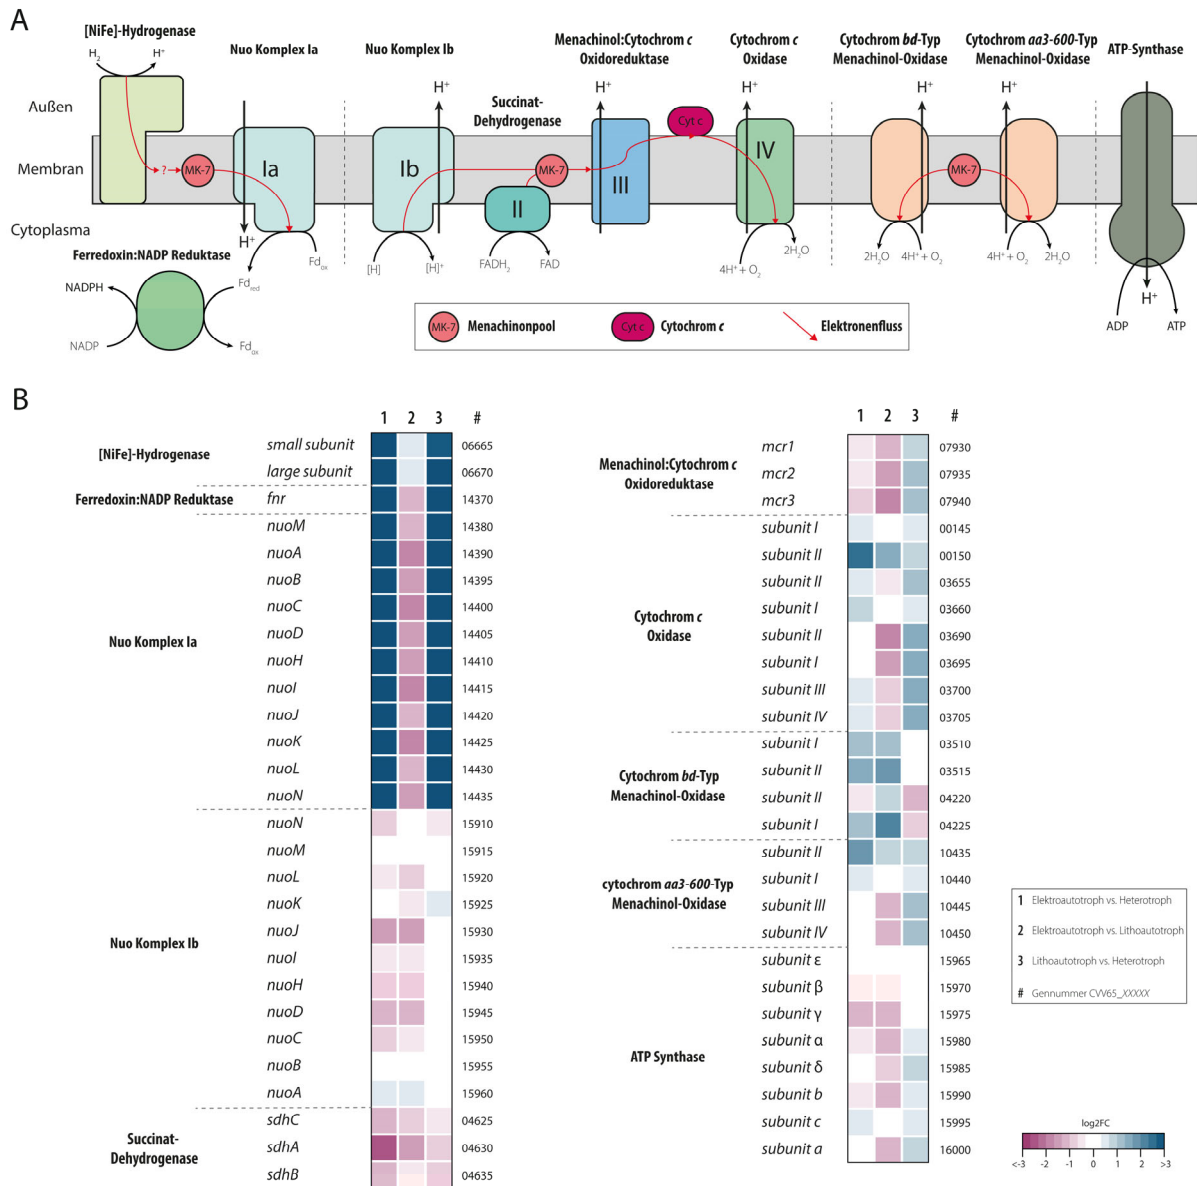 A
[NiFe]-Hydrogenase
H2
H+
Nuo Komplex Ia
Nuo Komplex Ib
Succinat-
Dehydrogenase
Menachinol:Cytochrom c
Oxidoreduktase
Cytochrom c
Oxidase
Cytochrom bd-Typ
Menachinol-Oxidase
Cytochrom aa3-600-Typ
Menachinol-Oxidase
ATP-Synthase
H+
H+
H+
H+
H+
Außen
Membran
Cytoplasma
?
MK-7
Ia
Ib
II
MK-7
III
Cyt c
IV
MK-7
H+
Fdox
Fdred
[H]
[H]+
FADH2
FAD
4H+ + O2
2H2O
2H2O
4H+ + O2
4H+ + O2
2H2O
H+
ADP
ATP
Ferredoxin:NADP Reduktase
NADPH
NADP
Fdox
MK-7
Menachinonpool
Cyt c
Cytochrom c
Elektronenfluss
B
1 2 3 #
[NiFe]-Hydrogenase
small subunit 06665
large subunit 06670
Ferredoxin:NADP Reduktase
fnr 14370
Nuo Komplex Ia
nuoM 14380
nuoA 14390
nuoB 14395
nuoC 14400
nuoD 14405
nuoH 14410
nuoI 14415
nuoJ 14420
nuoK 14425
nuoL 14430
nuoN 14435
Nuo Komplex Ib
nuoN 15910
nuoM 15915
nuoL 15920
nuoK 15925
nuoJ 15930
nuoI 15935
nuoH 15940
nuoD 15945
nuoC 15950
nuoB 15955
nuoA 15960
Succinat-
Dehydrogenase
sdhC 04625
sdhA 04630
sdhB 04635
1 2 3 #
Menachinol:Cytochrom c
Oxidoreduktase
mcr1 07930
mcr2 07935
mcr3 07940
Cytochrom c
Oxidase
subunit I 00145
subunit II 00150
subunit II 03655
subunit I 03660
subunit II 03690
subunit I 03695
subunit III 03700
subunit IV 03705
Cytochrom bd-Typ
Menachinol-Oxidase
subunit I 03510
subunit II 03515
subunit II 04220
subunit I 04225
cytochrom aa3-600-Typ
Menachinol-Oxidase
subunit II 10435
subunit I 10440
subunit III 10445
subunit IV 10450
ATP Synthase
subunit ε 15965
subunit β 15970
subunit γ 15975
subunit α 15980
subunit δ 15985
subunit b 15990
subunit c 15995
subunit a 16000
1 Elektroautotroph vs. Heterotroph
2 Elektroautotroph vs. Lithoautotroph
3 Lithoautotroph vs. Heterotroph
# Gennummer CVV65_XXXXX
log2FC
<-3 -2 -1 0 1 2 >3